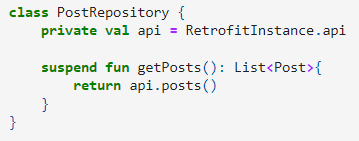 class PostRepository {
    private val api = RetrofitInstance.api

    suspend fun getPosts(): List<Post>{
        return api.posts()
    }
}